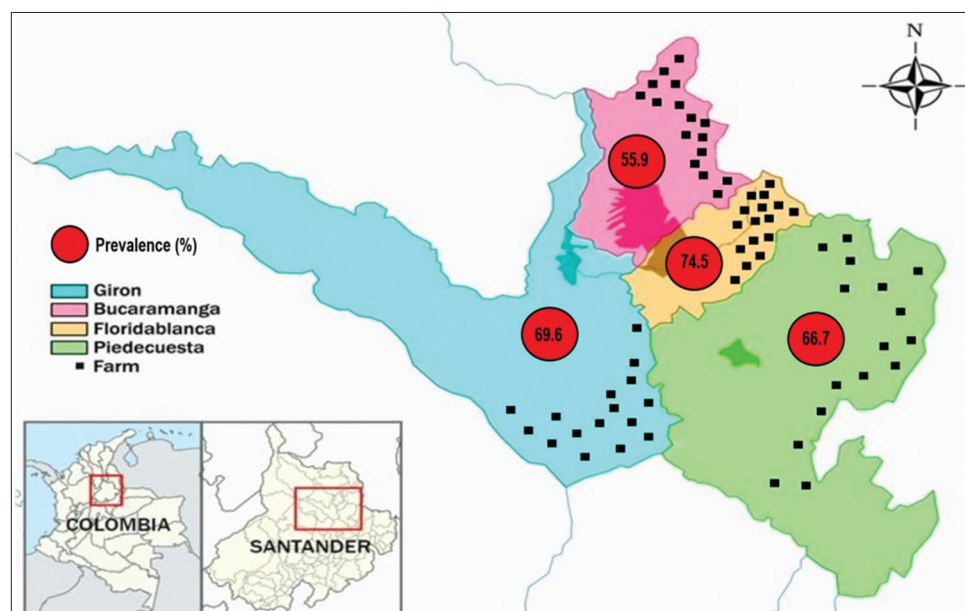 N
55.9
Prevalence (%)
74.5
Giron
Bucaramanga
Floridablanca
Piedecuesta
Farm
69.6
66.7
COLOMBIA
SANTANDER